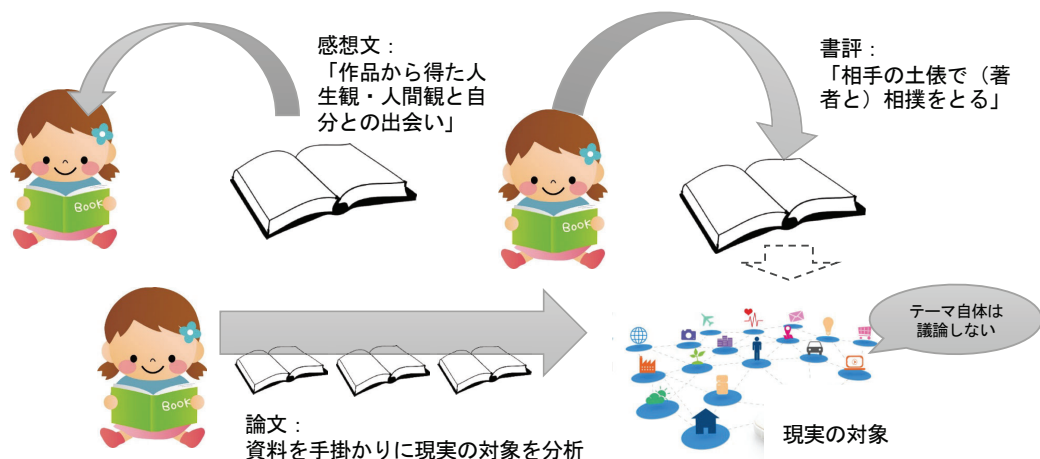 感想文：
「作品から得た人
生観・人間観と自
分との出会い」
書評：
「相手の土俵で（著
者と）相撲をとる」
Book
Book
テーマ自体は
議論しない
Book
論文：
資料を手掛かりに現実の対象を分析
現実の対象